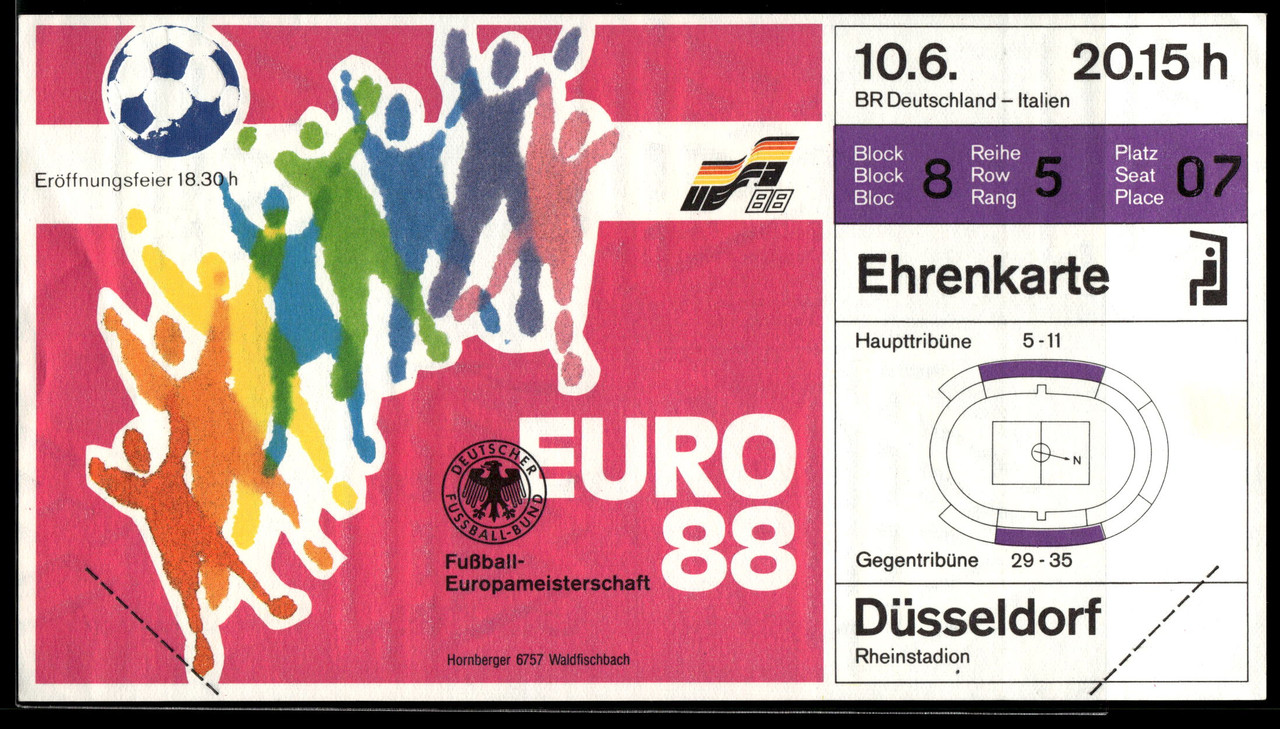 Eröffnungsfeier 18.30 h
UEFA
88
EURO
88
DEUTSCHER
FUSSBALL-BUND
Fußball-
Europameisterschaft
Hornberger 6757 Waldfischbach
10.6. 20.15 h
BR Deutschland – Italien
Block Reihe Platz
Block 8 Row 5 Seat 07
Bloc Rang Place
Ehrenkarte
Haupttribüne 5 - 11
N
Gegentribüne 29 - 35
Düsseldorf
Rheinstadion